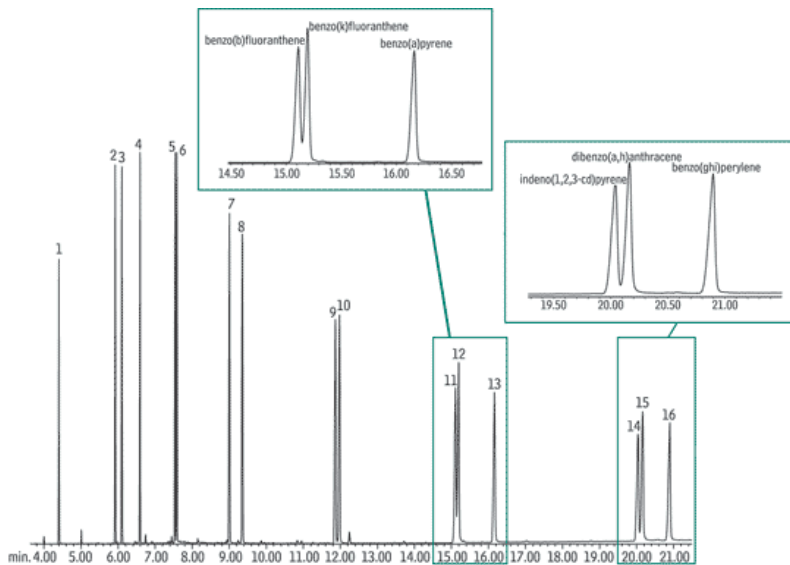 benzo(k)fluoranthene
benzo(b)fluoranthene
benzo(a)pyrene
14.50 15.00 15.50 16.00 16.50
dibenzo(a,h)anthracene
benzo(ghi)perylene
indeno(1,2,3-cd)pyrene
19.50 20.00 20.50 21.00
1
2 3
4
5 6
7
8
9 10
11
12
13
14
15
16
min. 4.00 5.00 6.00 7.00 8.00 9.00 10.00 11.00 12.00 13.00 14.00 15.00 16.00 17.00 18.00 19.00 20.00 21.00